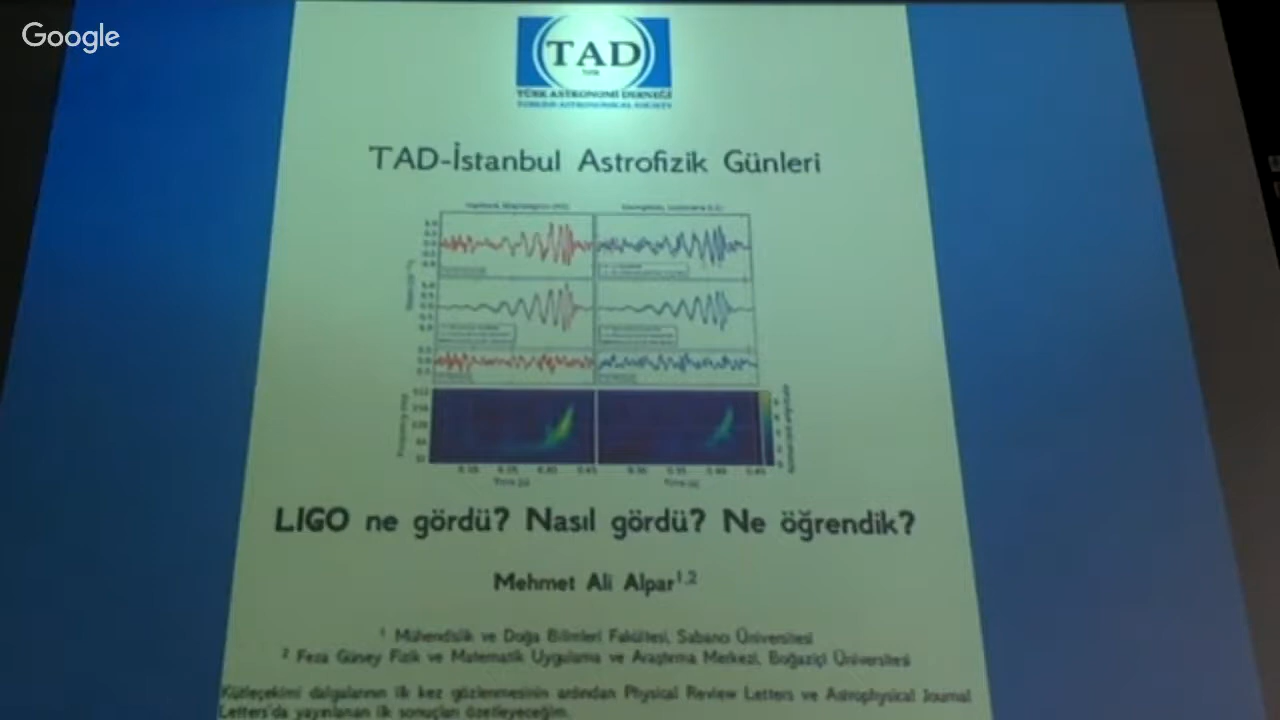 Google
TAD
TÜRK ASTRONOMİ DERNEĞİ
TURKISH ASTRONOMICAL SOCIETY
TAD-İstanbul Astrofizik Günleri
LIGO ne gördü? Nasıl gördü? Ne öğrendik?
Mehmet Ali Alpar1,2
1 Mühendislik ve Doğa Bilimleri Fakültesi, Sabancı Üniversitesi
2 Feza Gürsey Fizik ve Matematik Uygulama ve Araştırma Merkezi, Boğaziçi Üniversitesi
Kütleçekimi dalgalarının ilk kez gözlenmesinin ardından Physical Review Letters ve Astrophysical Journal
Letters'da yayınlanan ilk sonuçları özetleyeceğim.